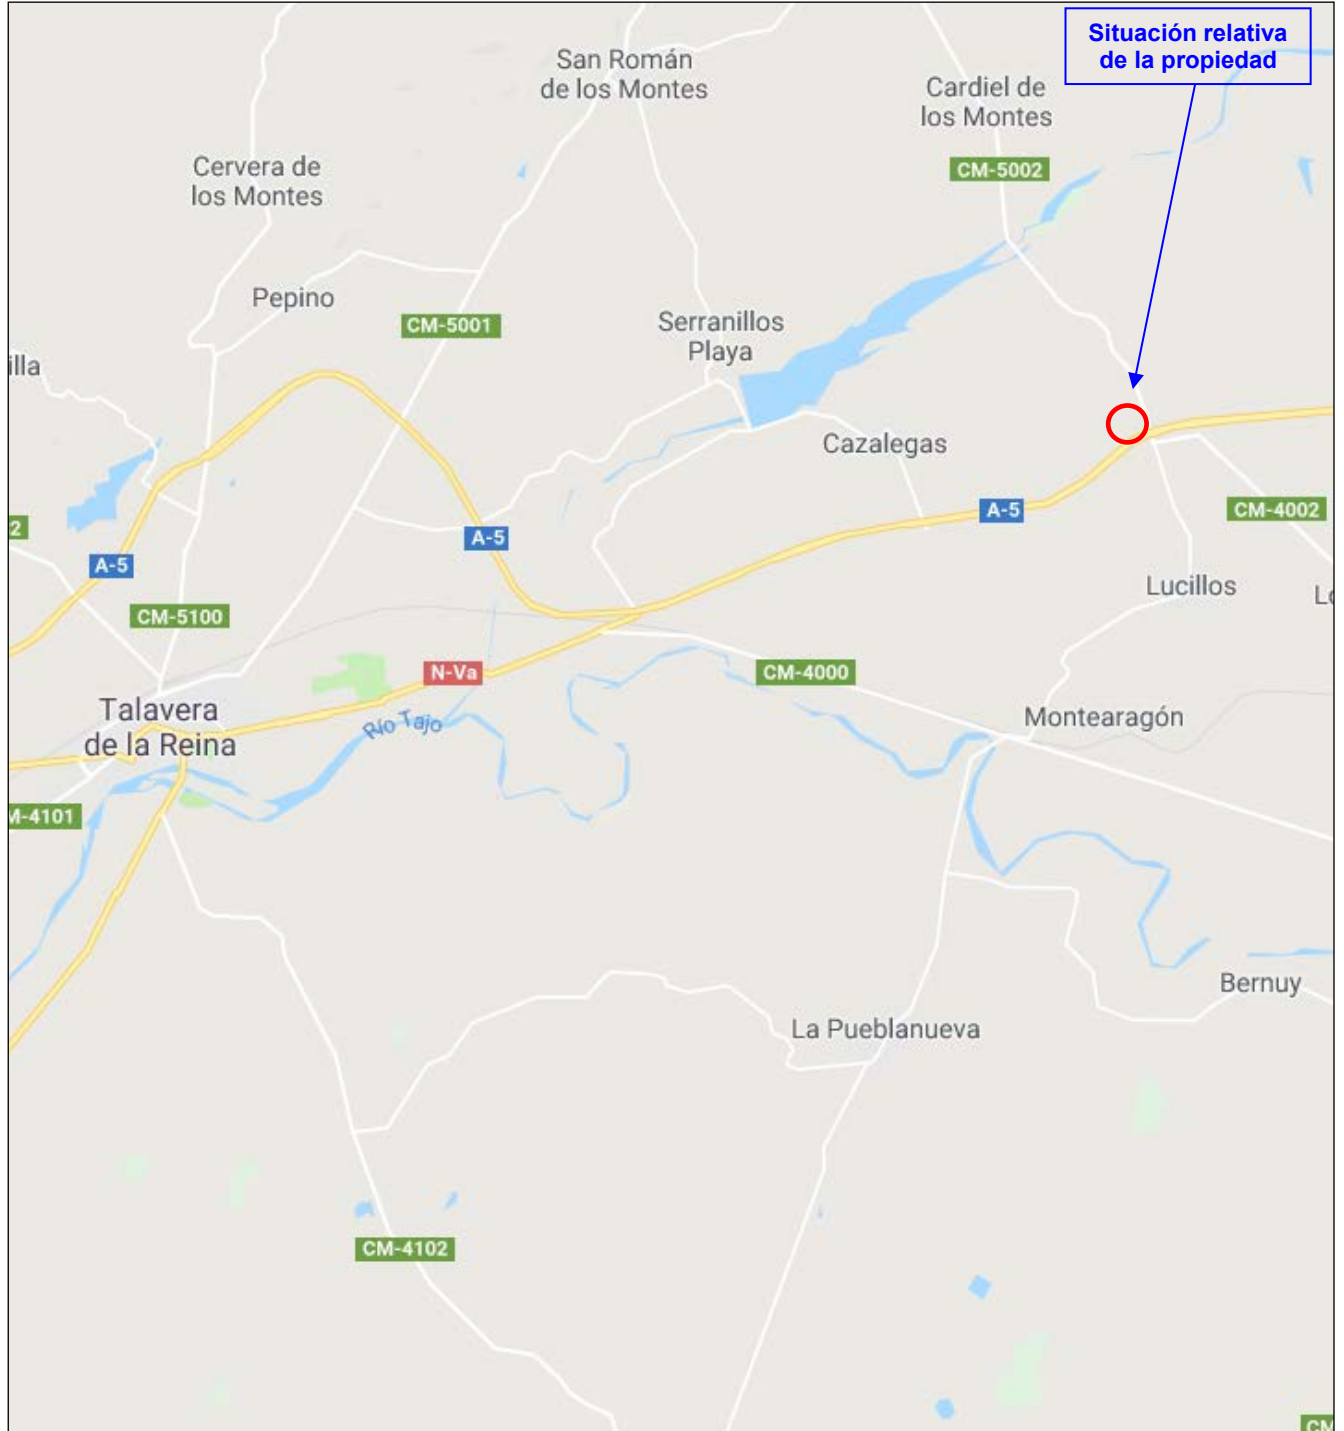 Situación relativa
de la propiedad
San Román
de los Montes
Cardiel de
los Montes
CM-5002
Cervera de
los Montes
Pepino
CM-5001
Serranillos
Playa
illa
Cazalegas
A-5
CM-4002
2
A-5
A-5
Lucillos
Lo
CM-5100
N-Va
CM-4000
Talavera
de la Reina
Río Tajo
Montearagón
M-4101
Bernuy
La Pueblanueva
CM-4102
CM